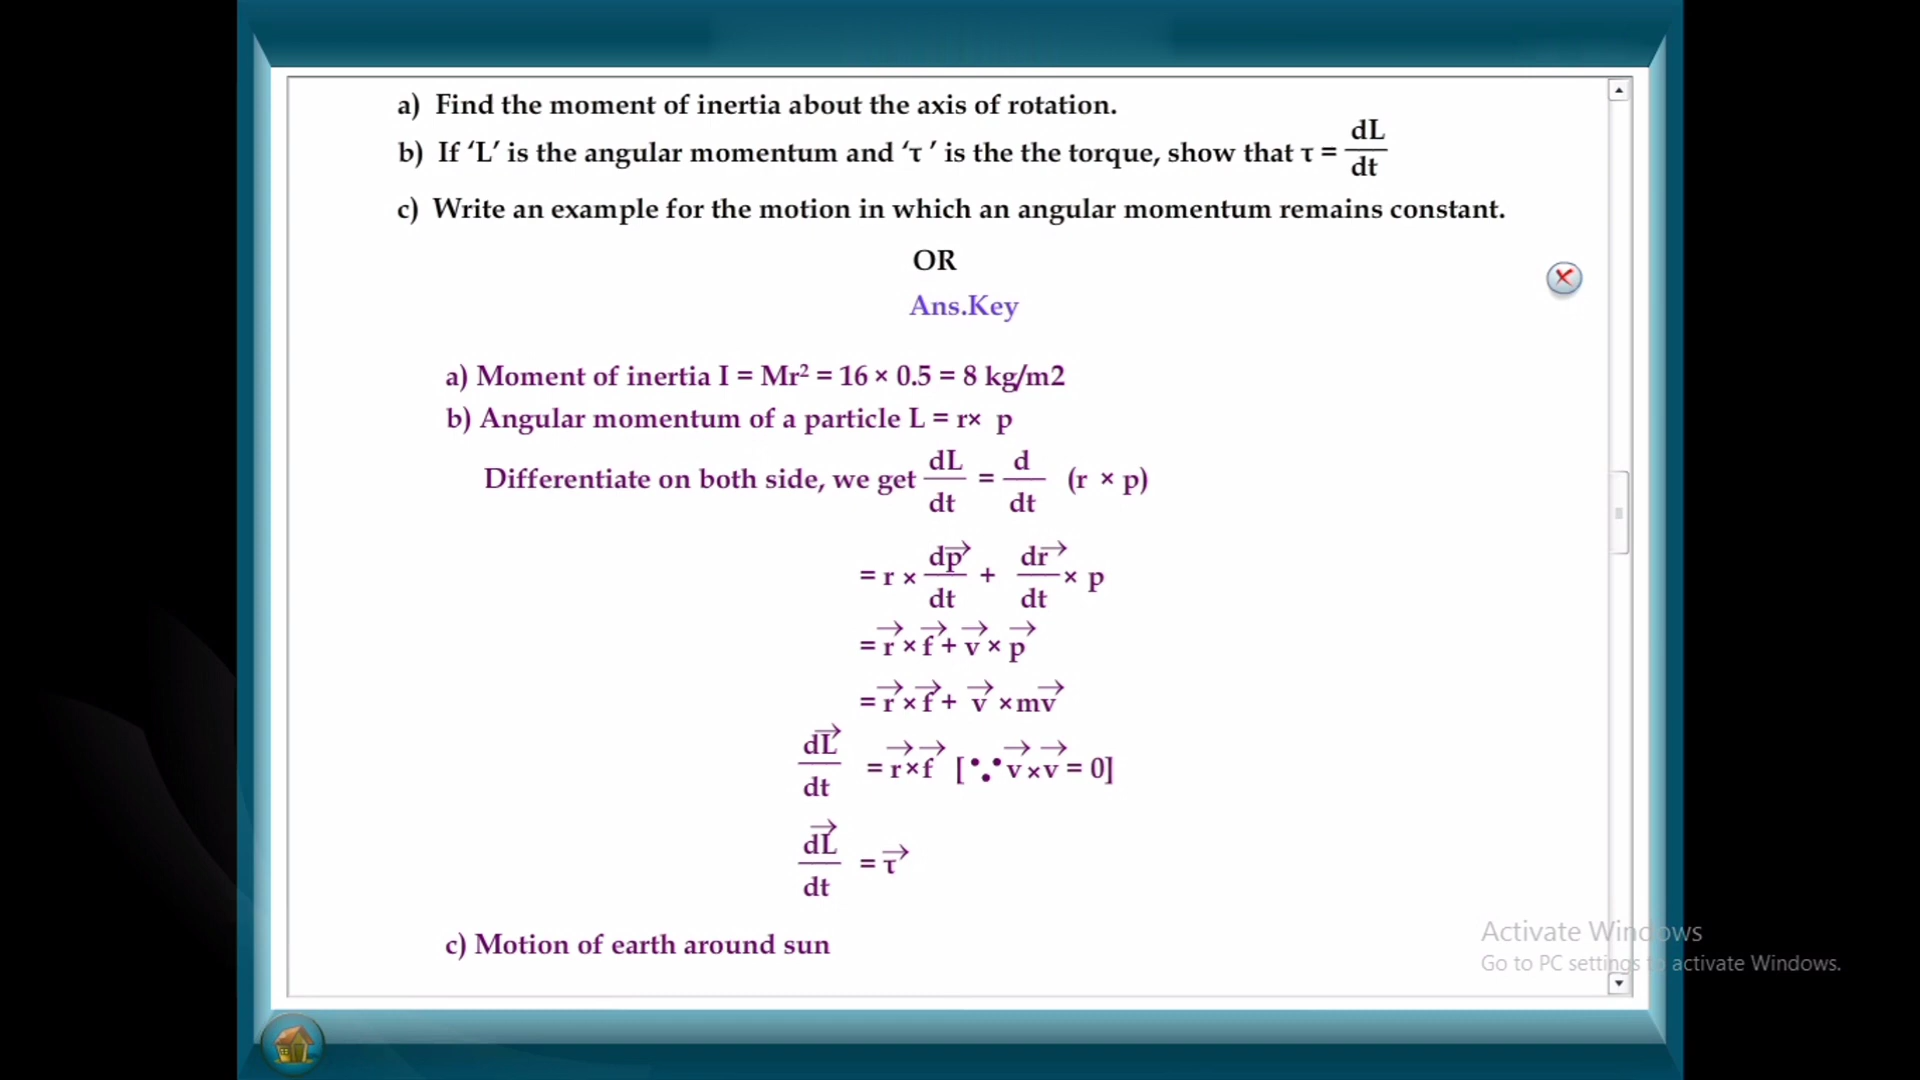 a) Find the moment of inertia about the axis of rotation.
b) If ‘L’ is the angular momentum and ‘τ ’ is the the torque, show that τ = dL/dt
c) Write an example for the motion in which an angular momentum remains constant.
OR
Ans.Key
a) Moment of inertia I = Mr² = 16 × 0.5 = 8 kg/m2
b) Angular momentum of a particle L = r× p
Differentiate on both side, we get dL/dt = d/dt (r × p)
= r × dp⃗/dt + dr⃗/dt × p
= r⃗ × f⃗ + v⃗ × p⃗
= r⃗ × f⃗ + v⃗ × mv⃗
dL⃗/dt = r⃗ × f⃗ [∵ v⃗ × v⃗ = 0]
dL⃗/dt = τ⃗
c) Motion of earth around sun
Activate Windows
Go to PC settings to activate Windows.